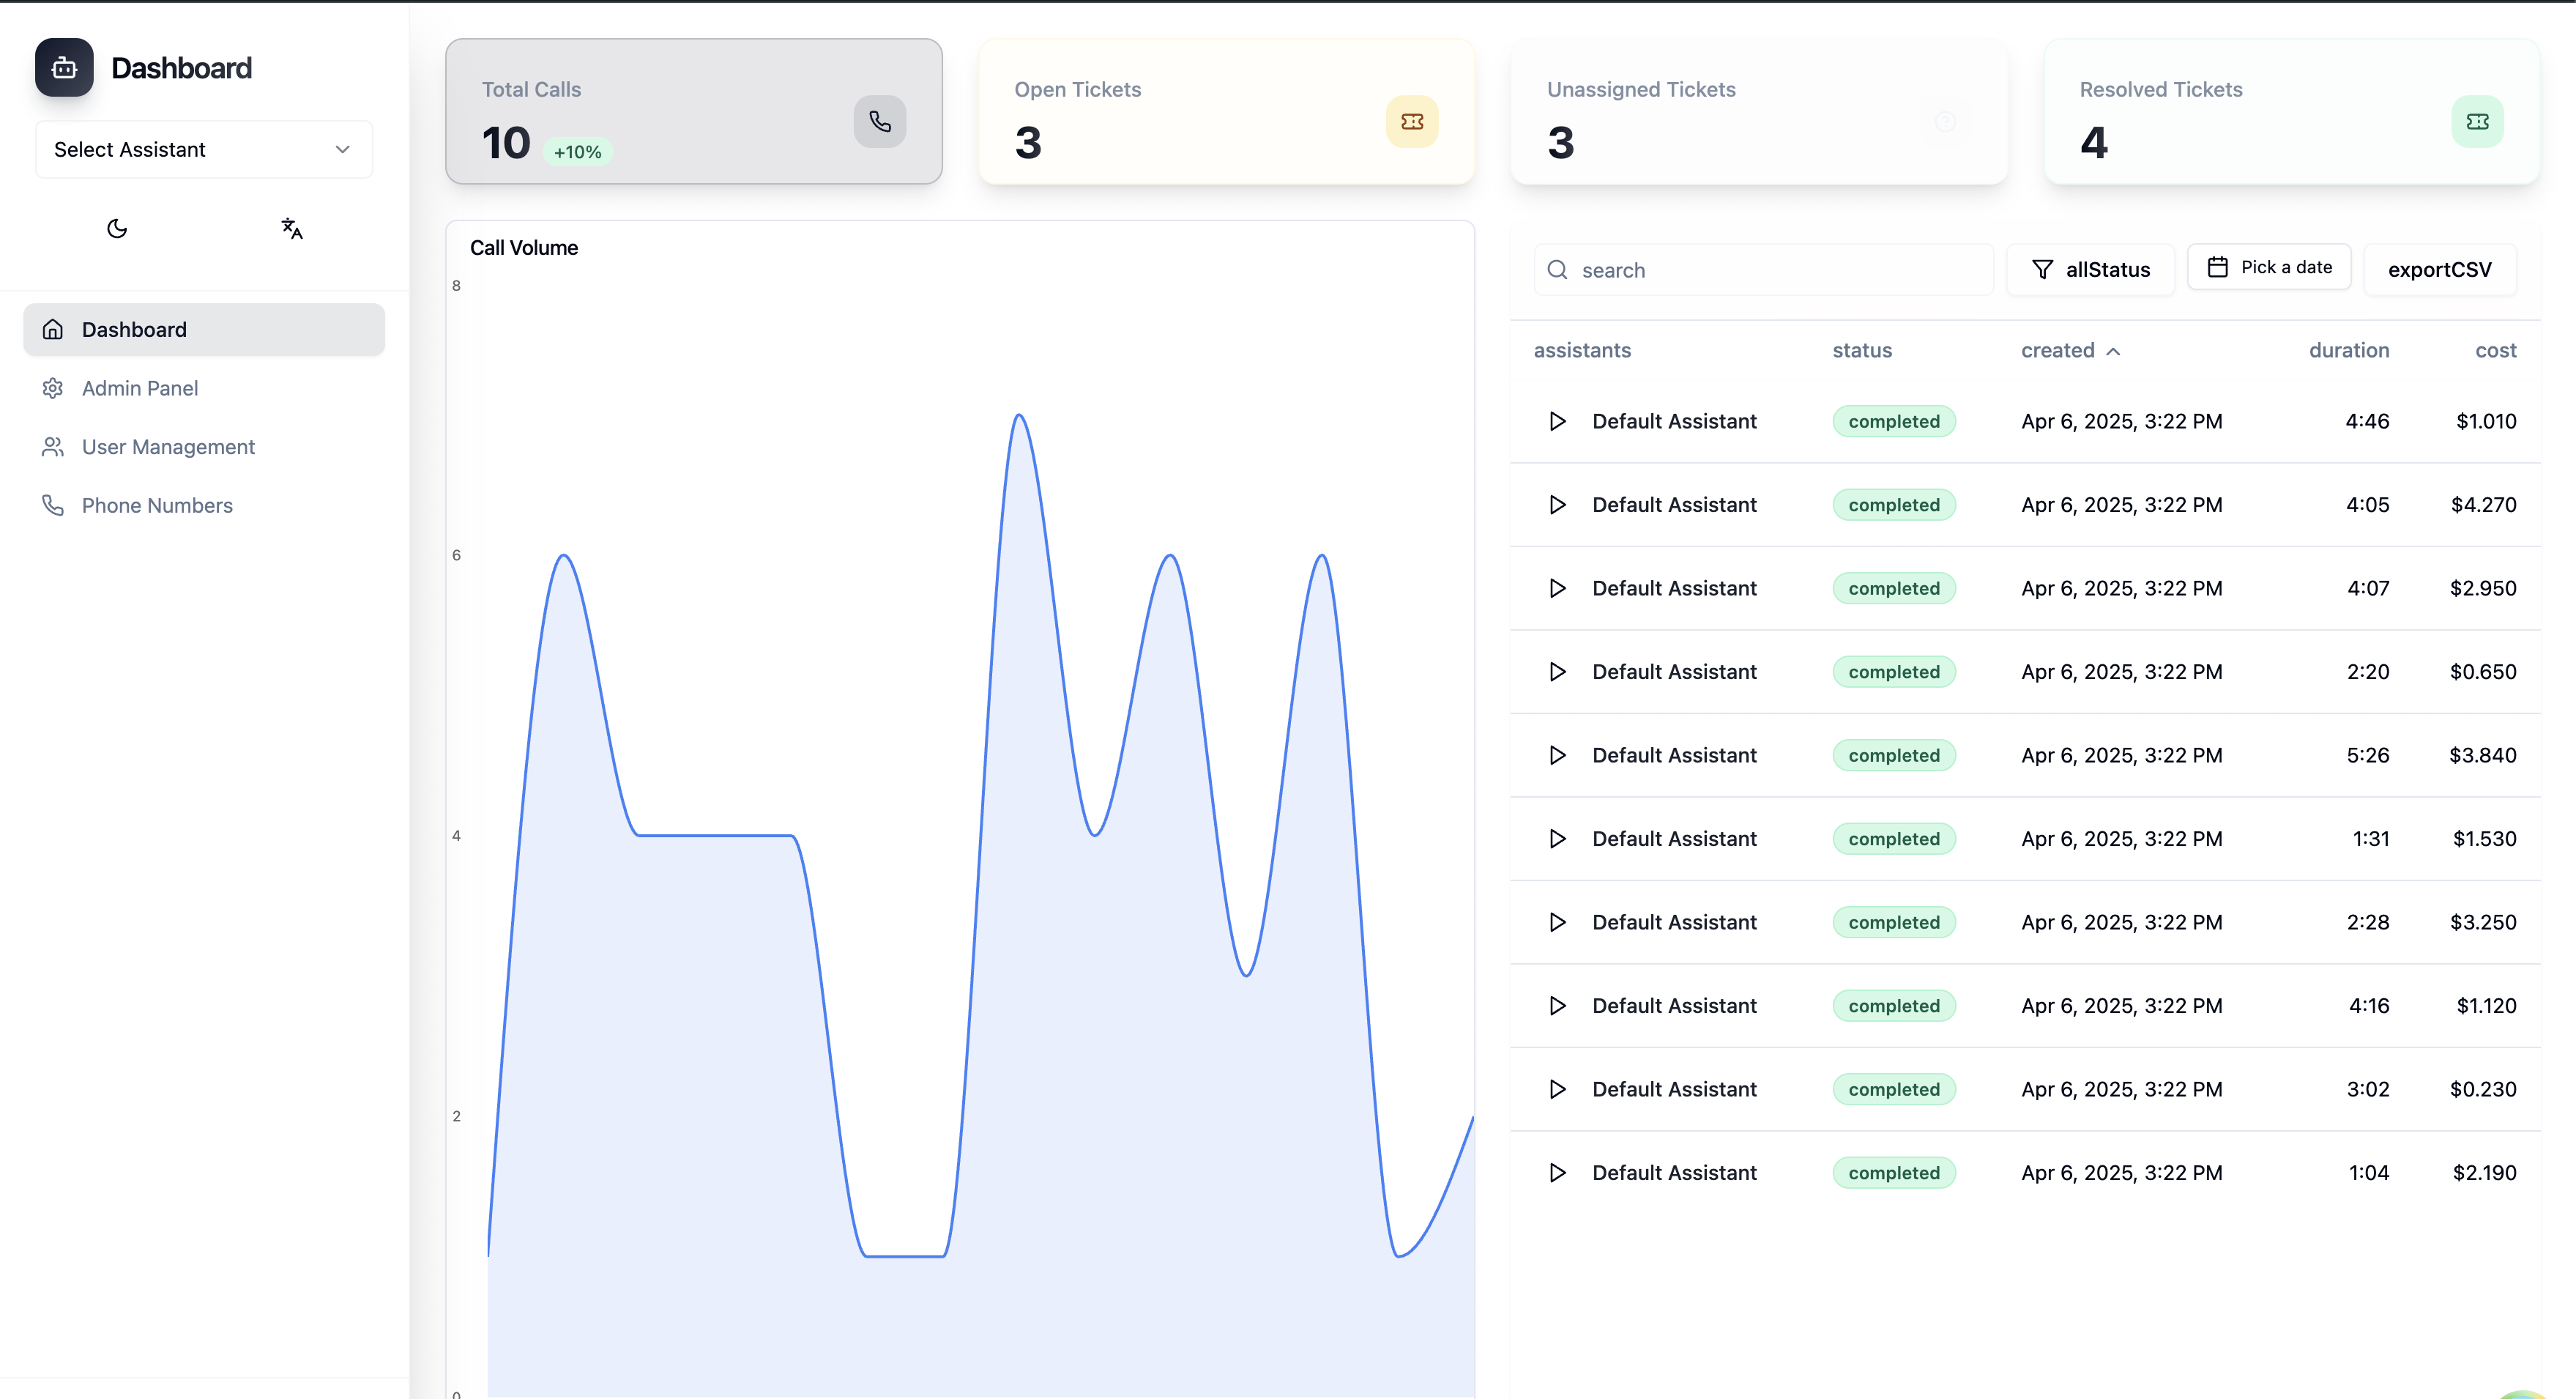 Dashboard
Select Assistant
Dashboard
Admin Panel
User Management
Phone Numbers
Total Calls
10 +10%
Open Tickets
3
Unassigned Tickets
3
Resolved Tickets
4
Call Volume
8
6
4
2
0
search allStatus Pick a date exportCSV
assistants status created duration cost
Default Assistant completed Apr 6, 2025, 3:22 PM 4:46 $1.010
Default Assistant completed Apr 6, 2025, 3:22 PM 4:05 $4.270
Default Assistant completed Apr 6, 2025, 3:22 PM 4:07 $2.950
Default Assistant completed Apr 6, 2025, 3:22 PM 2:20 $0.650
Default Assistant completed Apr 6, 2025, 3:22 PM 5:26 $3.840
Default Assistant completed Apr 6, 2025, 3:22 PM 1:31 $1.530
Default Assistant completed Apr 6, 2025, 3:22 PM 2:28 $3.250
Default Assistant completed Apr 6, 2025, 3:22 PM 4:16 $1.120
Default Assistant completed Apr 6, 2025, 3:22 PM 3:02 $0.230
Default Assistant completed Apr 6, 2025, 3:22 PM 1:04 $2.190